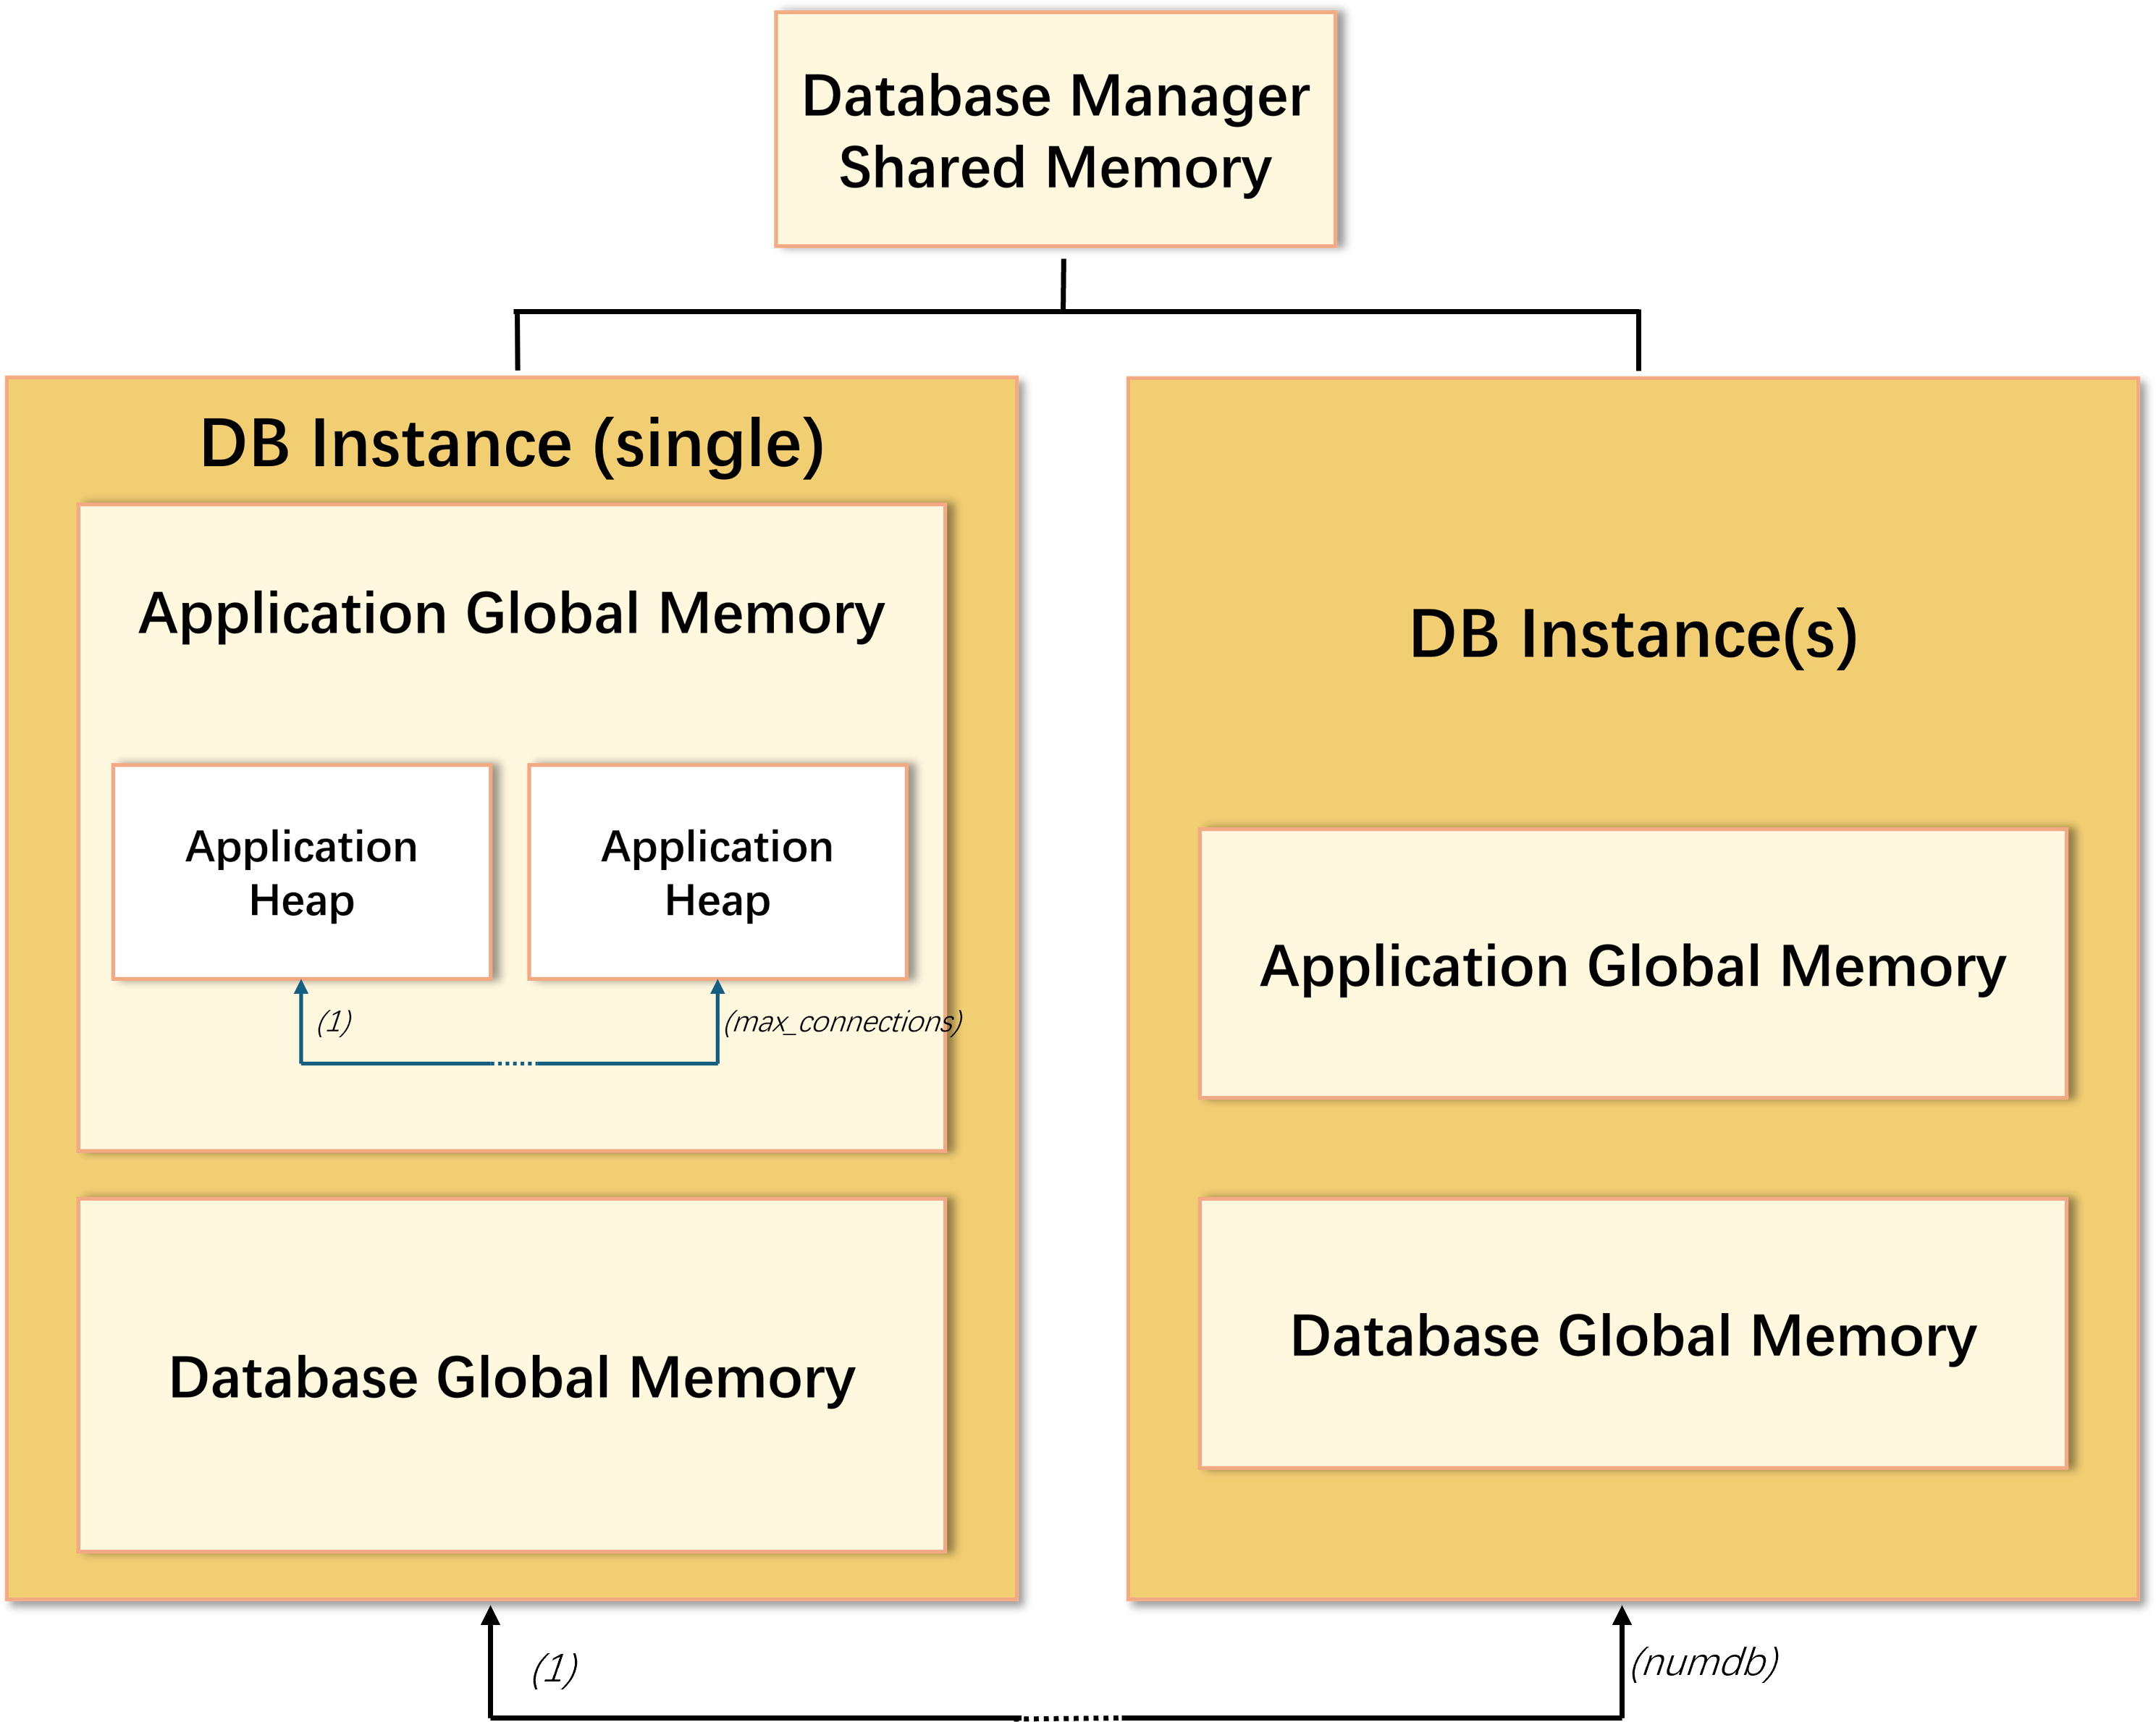 Database Manager
Shared Memory
DB Instance (single)
Application Global Memory
Application
Heap
Application
Heap
(1)
(max_connections)
Database Global Memory
DB Instance(s)
Application Global Memory
Database Global Memory
(1)
(numdb)